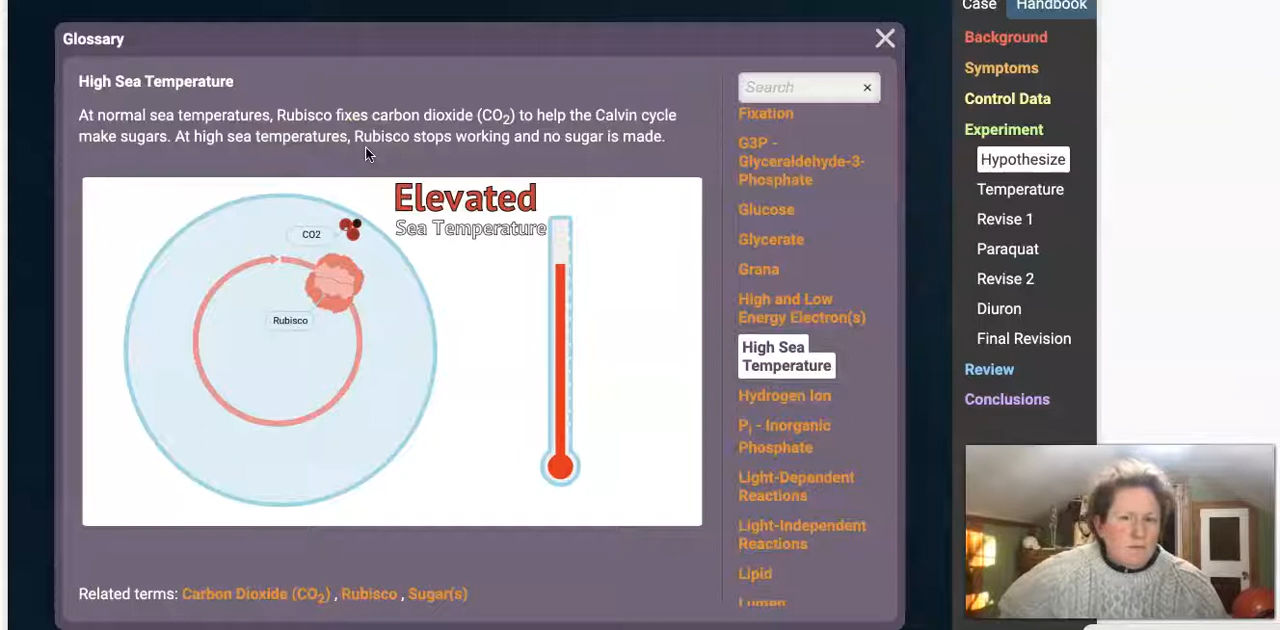 Case Handbook
Glossary
High Sea Temperature
At normal sea temperatures, Rubisco fixes carbon dioxide (CO2) to help the Calvin cycle
make sugars. At high sea temperatures, Rubisco stops working and no sugar is made.
Elevated
Sea Temperature
CO2
Rubisco
Related terms: Carbon Dioxide (CO2) , Rubisco , Sugar(s)
Search ×
Fixation
G3P -
Glyceraldehyde-3-
Phosphate
Glucose
Glycerate
Grana
High and Low
Energy Electron(s)
High Sea
Temperature
Hydrogen Ion
Pi - Inorganic
Phosphate
Light-Dependent
Reactions
Light-Independent
Reactions
Lipid
Lumen
Background
Symptoms
Control Data
Experiment
Hypothesize
Temperature
Revise 1
Paraquat
Revise 2
Diuron
Final Revision
Review
Conclusions